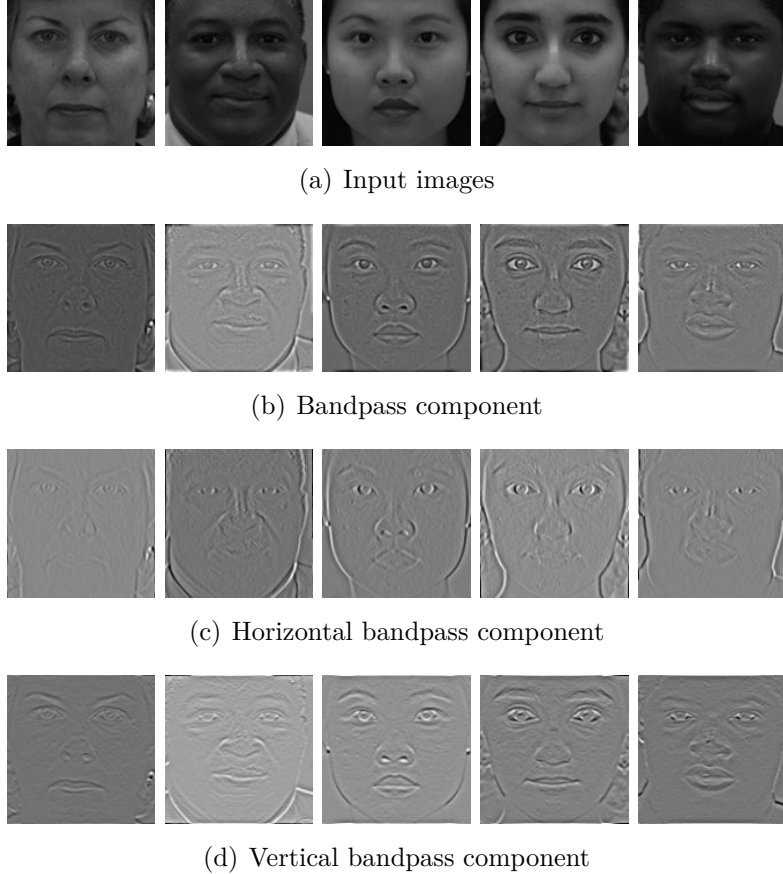 (a) Input images
(b) Bandpass component
(c) Horizontal bandpass component
(d) Vertical bandpass component